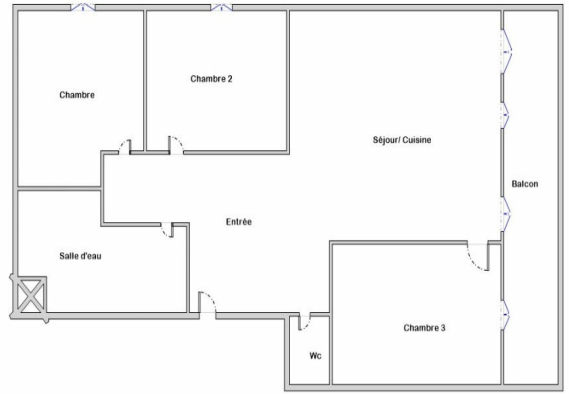 Chambre 2
Chambre
Séjour/ Cuisine
Balcon
Entrée
Salle d'eau
Chambre 3
Wc